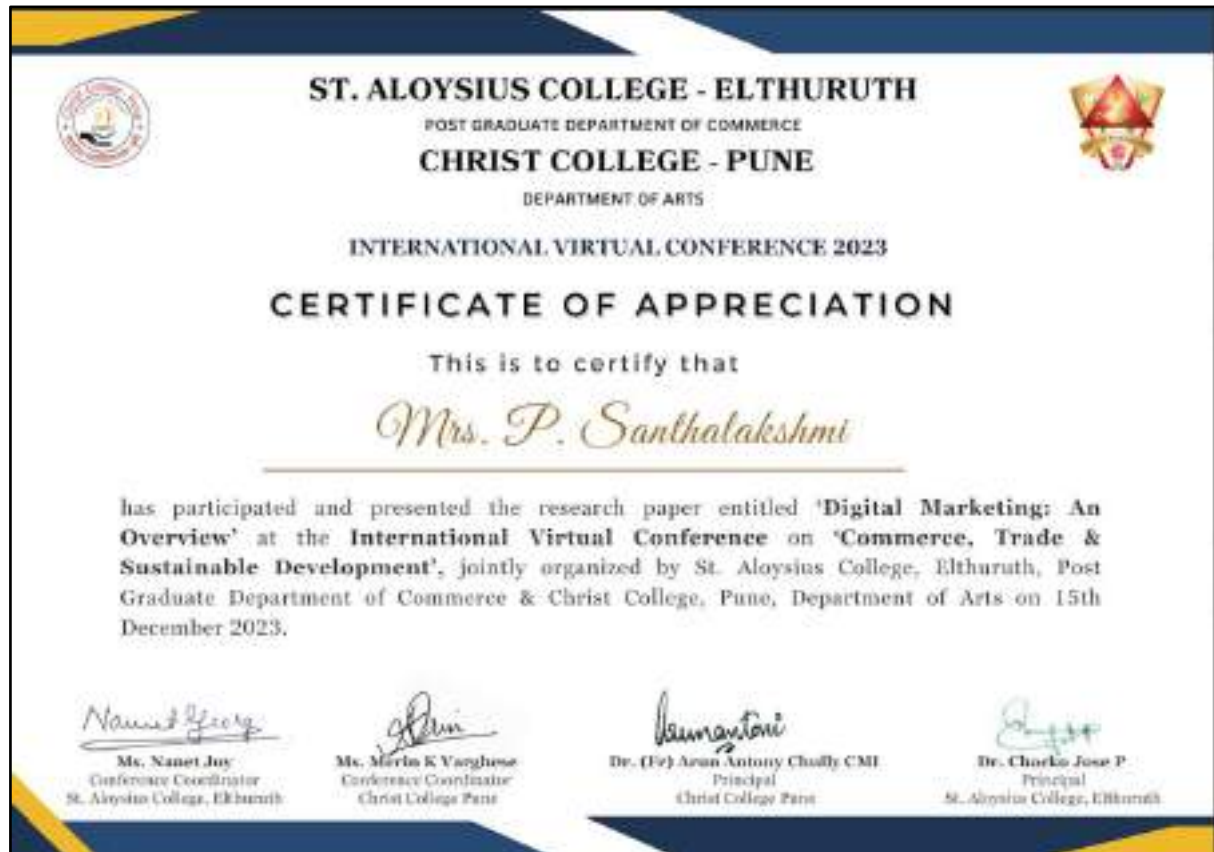 ST. ALOYSIUS COLLEGE - ELTHURUTH
POST GRADUATE DEPARTMENT OF COMMERCE
CHRIST COLLEGE - PUNE
DEPARTMENT OF ARTS
INTERNATIONAL VIRTUAL CONFERENCE 2023
CERTIFICATE OF APPRECIATION
This is to certify that
Mrs. P. Santhalakshmi
has participated and presented the research paper entitled 'Digital Marketing: An
Overview' at the International Virtual Conference on 'Commerce, Trade &
Sustainable Development', jointly organized by St. Aloysius College, Elthuruth, Post
Graduate Department of Commerce & Christ College, Pune, Department of Arts on 15th
December 2023.
Ms. Nanet Joy
Conference Coordinator
St. Aloysius College, Elthuruth
Ms. Merin K Varghese
Conference Coordinator
Christ College Pune
Dr. (Fr) Arun Antony Chully CMI
Principal
Christ College Pune
Dr. Chacko Jose P
Principal
St. Aloysius College, Elthuruth